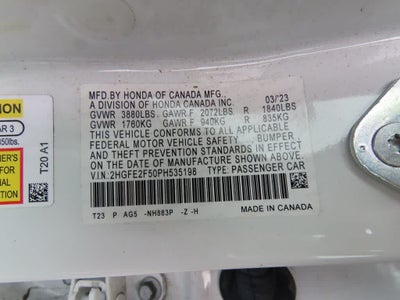 MFD.BY HONDA OF CANADA MFG.,
A DIVISION OF HONDA CANADA INC. 03/'23
GVWR 3880LBS. GAWR.F 2072LBS R 1840LBS
GVWR 1760KG GAWR.F 940KG R 835KG
THIS VEHICLE CONFORMS TO ALL APPLICABLE
FEDERAL MOTOR VEHICLE SAFETY BUMPER,
AND THEFT PREVENTION STANDARDS IN EFFECT
ON THE DATE OF MANUFACTURE SHOWN ABOVE.
V.I.N:2HGFE2F50PH535198 TYPE: PASSENGER CAR
T23 P AG5 -NH883P -Z -H
MADE IN CANADA
T20 A1